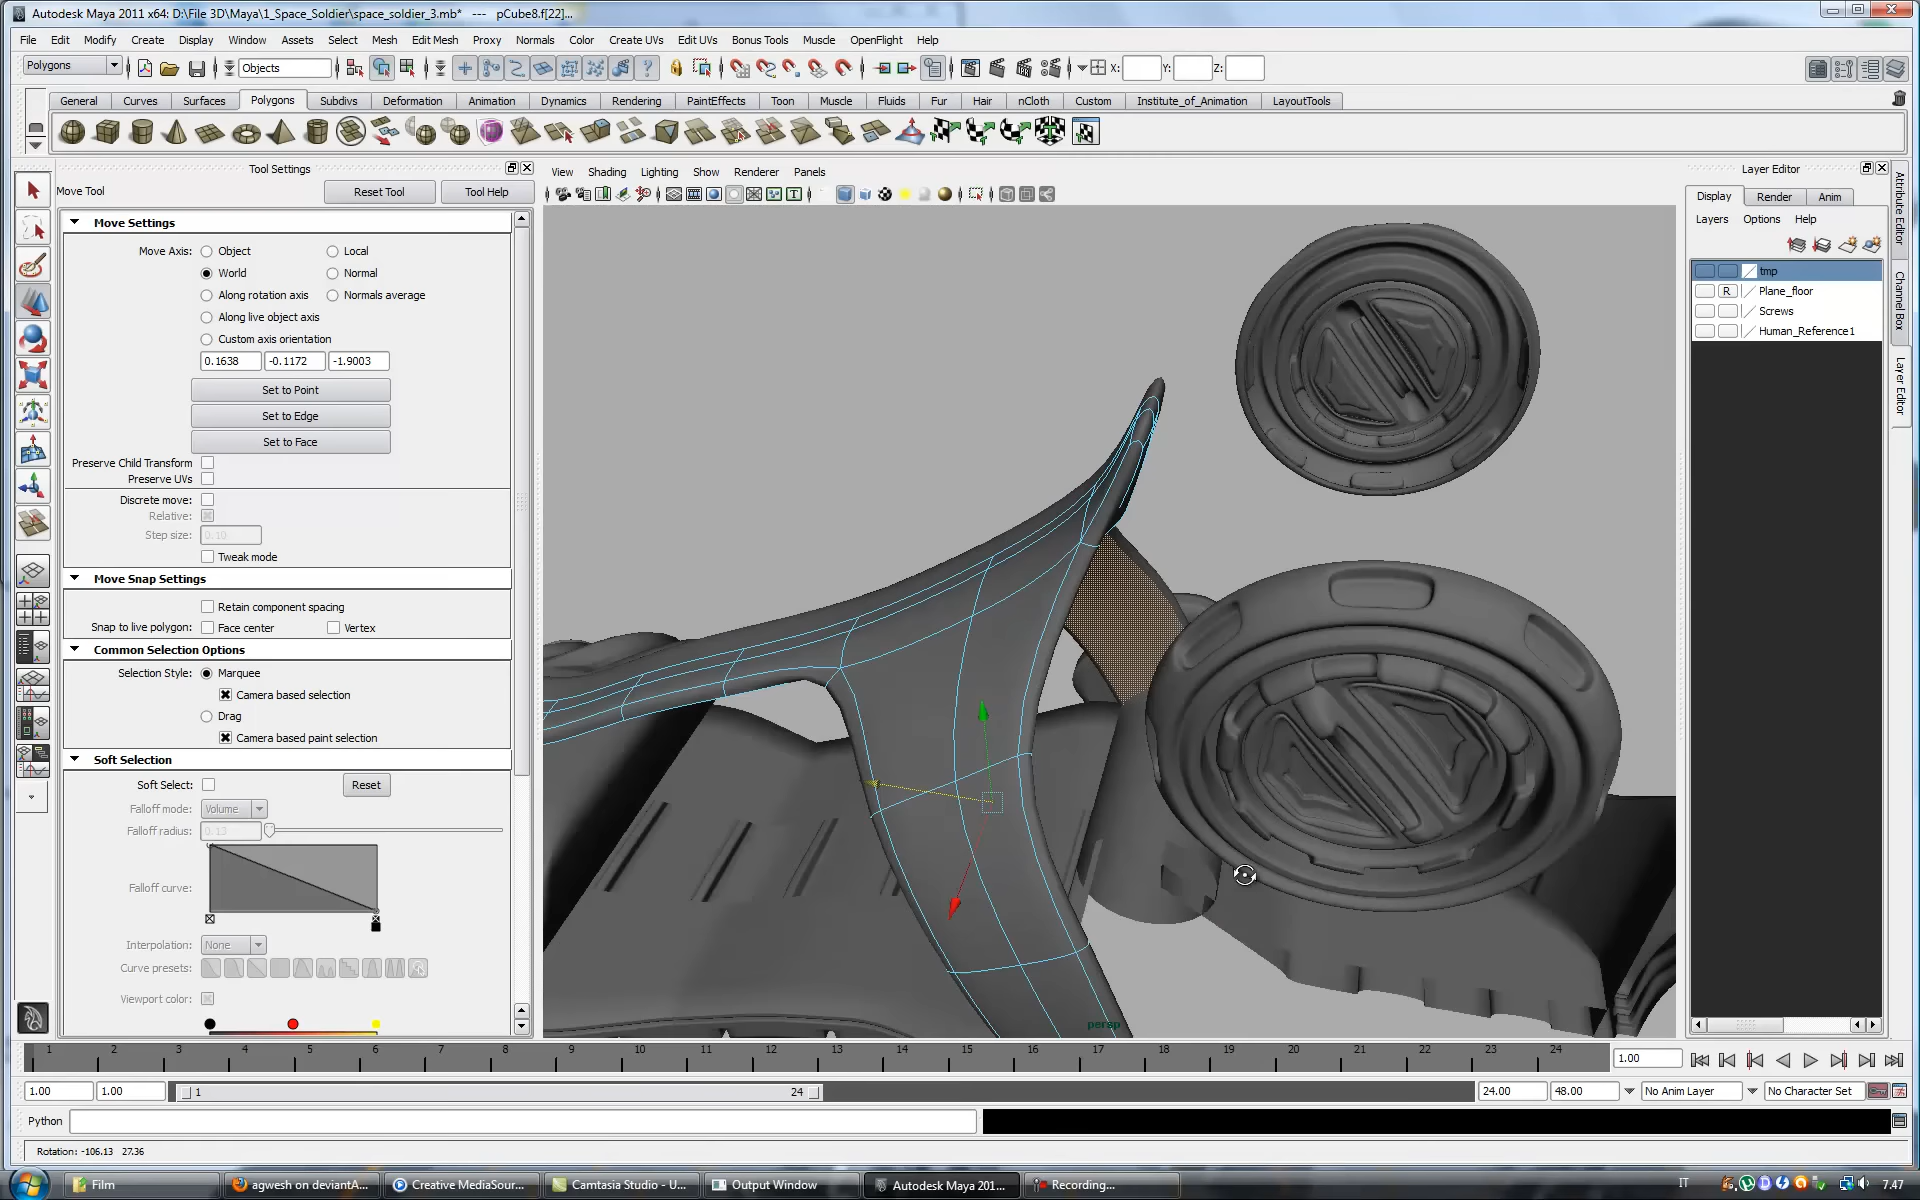 Autodesk Maya 2011 x64: D:\File 3D\Maya\1_Space_Soldier\space_soldier_3.mb* --- pCube8.f[22]...
File Edit Modify Create Display Window Assets Select Mesh Edit Mesh Proxy Normals Color Create UVs Edit UVs Bonus Tools Muscle OpenFlight Help
Polygons Objects X: Y: Z:
General Curves Surfaces Polygons Subdivs Deformation Animation Dynamics Rendering PaintEffects Toon Muscle Fluids Fur Hair nCloth Custom Institute_of_Animation LayoutTools
Tool Settings
Move Tool Reset Tool Tool Help
Move Settings
Move Axis: Object Local
World Normal
Along rotation axis Normals average
Along live object axis
Custom axis orientation
0.1638 -0.1172 -1.9003
Set to Point
Set to Edge
Set to Face
Preserve Child Transform
Preserve UVs
Discrete move:
Relative:
Step size: 0.10
Tweak mode
Move Snap Settings
Retain component spacing
Snap to live polygon: Face center Vertex
Common Selection Options
Selection Style: Marquee
Camera based selection
Drag
Camera based paint selection
Soft Selection
Soft Select: Reset
Falloff mode: Volume
Falloff radius: 0.13
Falloff curve:
Interpolation: None
Curve presets:
Viewport color:
View Shading Lighting Show Renderer Panels
persp
Layer Editor
Display Render Anim
Layers Options Help
tmp
R Plane_floor
Screws
Human_Reference1
Attribute Editor
Channel Box
Layer Editor
1 2 3 4 5 6 7 8 9 10 11 12 13 14 15 16 17 18 19 20 21 22 23 24 1.00
1.00 1.00 1 24 24.00 48.00 No Anim Layer No Character Set
Python
Rotation: -106.13 27.36
Film agwesh on deviantA... Creative MediaSour... Camtasia Studio - U... Output Window Autodesk Maya 201... Recording... IT 7.47